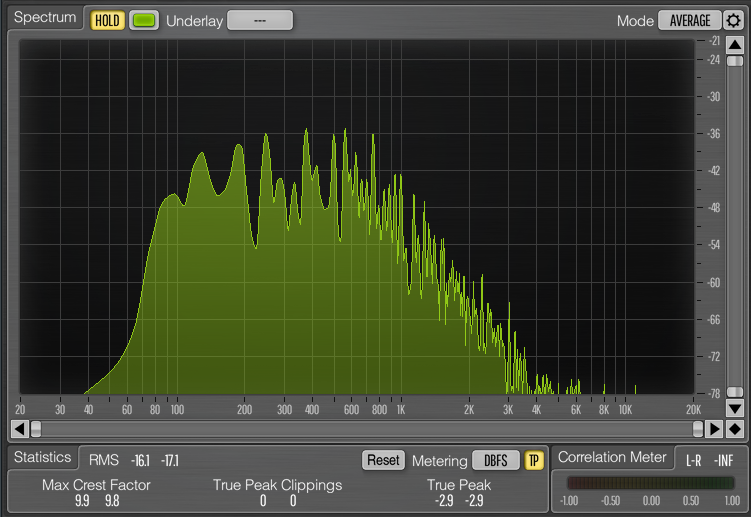 Spectrum HOLD Underlay --- Mode AVERAGE
-21
-24
-30
-36
-42
-48
-54
-60
-66
-72
-78
20 30 40 60 80 100 200 300 400 600 800 1K 2K 3K 4K 6K 8K 10K 20K
Statistics RMS -16.1 -17.1 Reset Metering DBFS TP Correlation Meter L-R -INF
Max Crest Factor True Peak Clippings True Peak
9.9 9.8 0 0 -2.9 -2.9
-1.00 -0.50 0.00 0.50 1.00